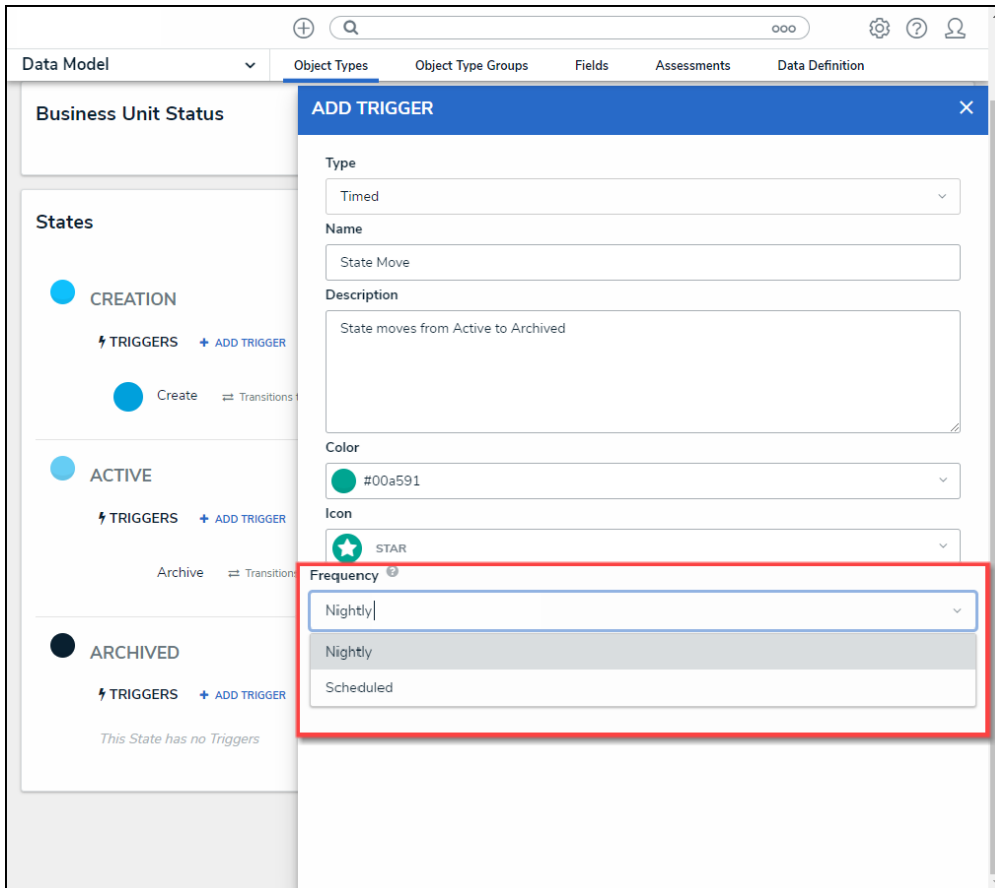 Data Model
Object Types
Object Type Groups
Fields
Assessments
Data Definition
Business Unit Status
States
CREATION
TRIGGERS
+ ADD TRIGGER
Create
Transitions
ACTIVE
TRIGGERS
+ ADD TRIGGER
Archive
Transitions
ARCHIVED
TRIGGERS
+ ADD TRIGGER
This State has no Triggers
ADD TRIGGER
Type
Timed
Name
State Move
Description
State moves from Active to Archived
Color
#00a591
Icon
STAR
Frequency
Nightly
Nightly
Scheduled